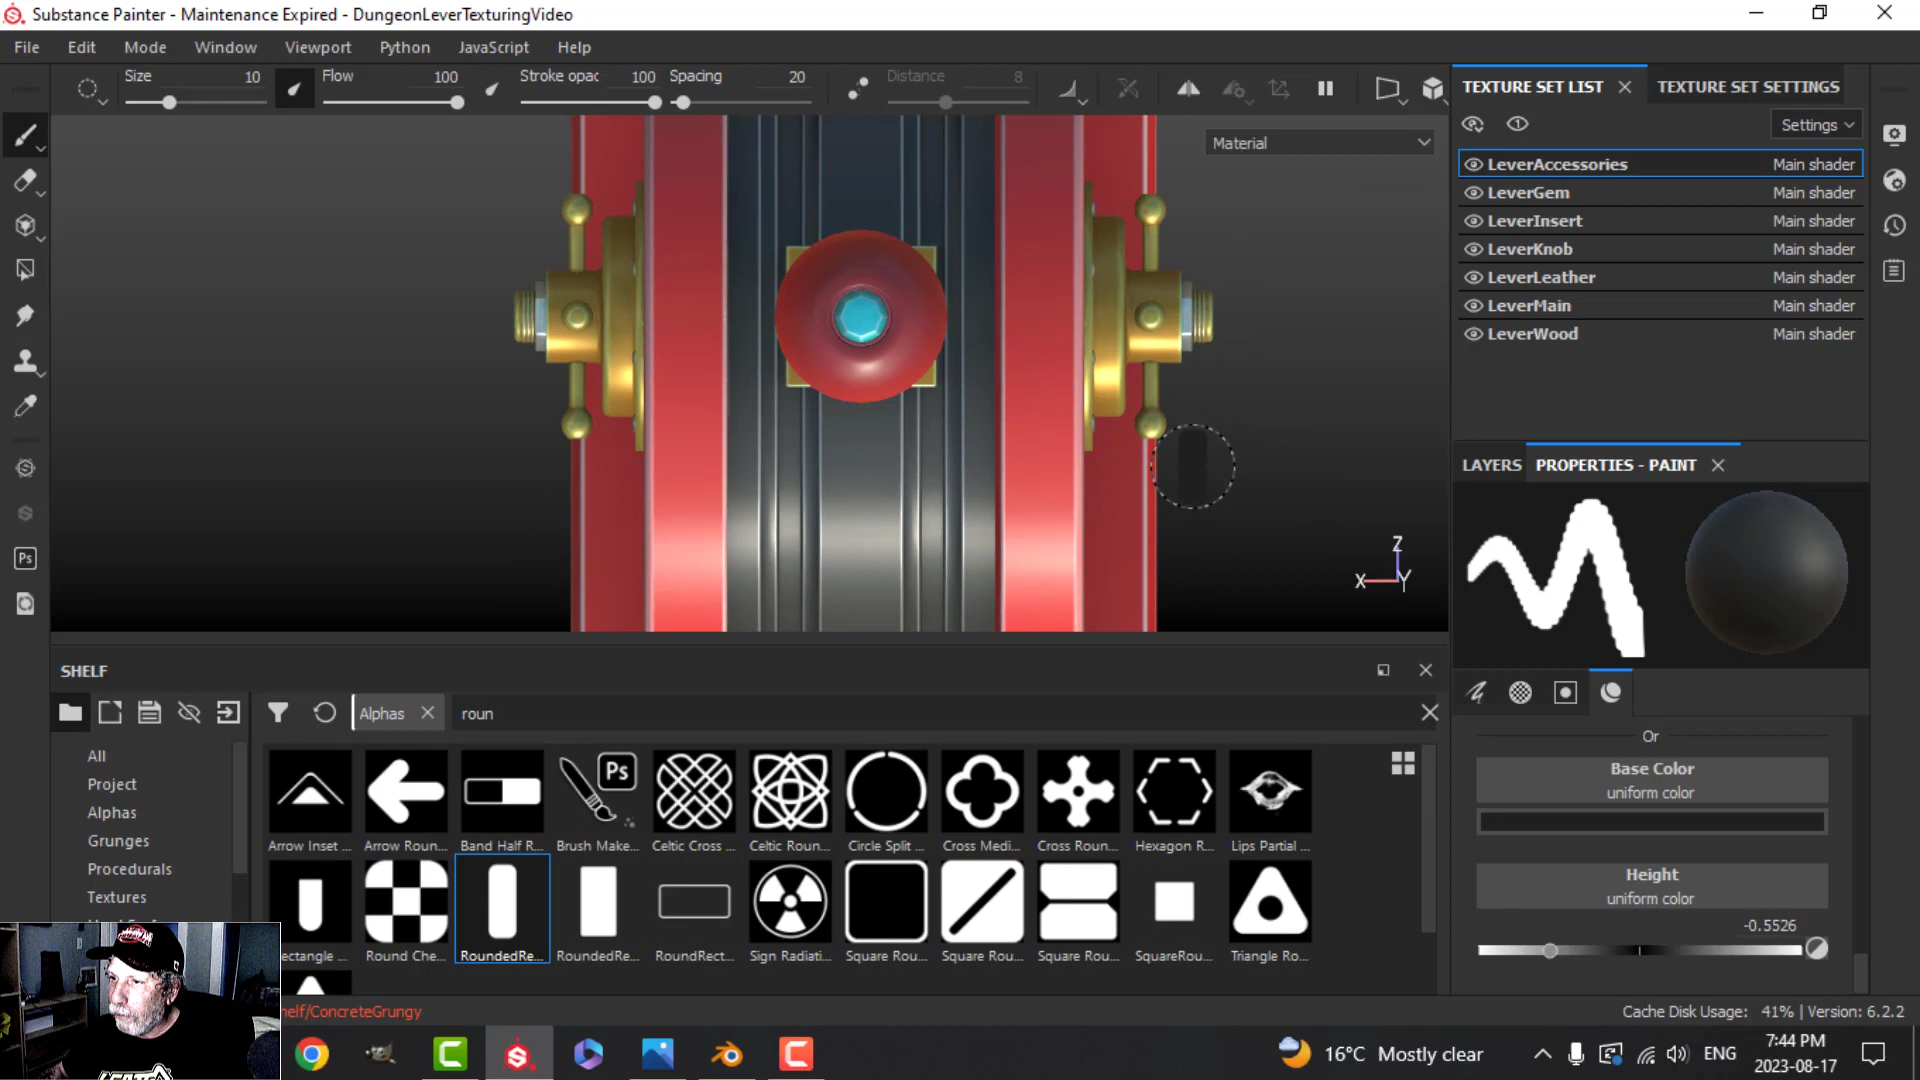 Substance Painter - Maintenance Expired - DungeonLeverTexturingVideo
File Edit Mode Window Viewport Python JavaScript Help
Size 10 Flow 100 Stroke opac 100 Spacing 20 Distance 8
Material
TEXTURE SET LIST TEXTURE SET SETTINGS
Settings
LeverAccessories Main shader
LeverGem Main shader
LeverInsert Main shader
LeverKnob Main shader
LeverLeather Main shader
LeverMain Main shader
LeverWood Main shader
Z
X Y
LAYERS PROPERTIES - PAINT
Or
Base Color
uniform color
Height
uniform color
-0.5526
SHELF
Alphas roun
All
Project
Alphas
Grunges
Procedurals
Textures
Ps
Ps
Arrow Inset ... Arrow Roun... Band Half R... Brush Make... Celtic Cross ... Celtic Roun... Circle Split ... Cross Medi... Cross Roun... Hexagon R... Lips Partial ...
ectangle ... Round Che... RoundedRe... RoundedRe... RoundRect... Sign Radiati... Square Rou... Square Rou... Square Rou... SquareRou... Triangle Ro...
helf/ConcreteGrungy
Cache Disk Usage: 41% | Version: 6.2.2
16°C Mostly clear
ENG
7:44 PM
2023-08-17